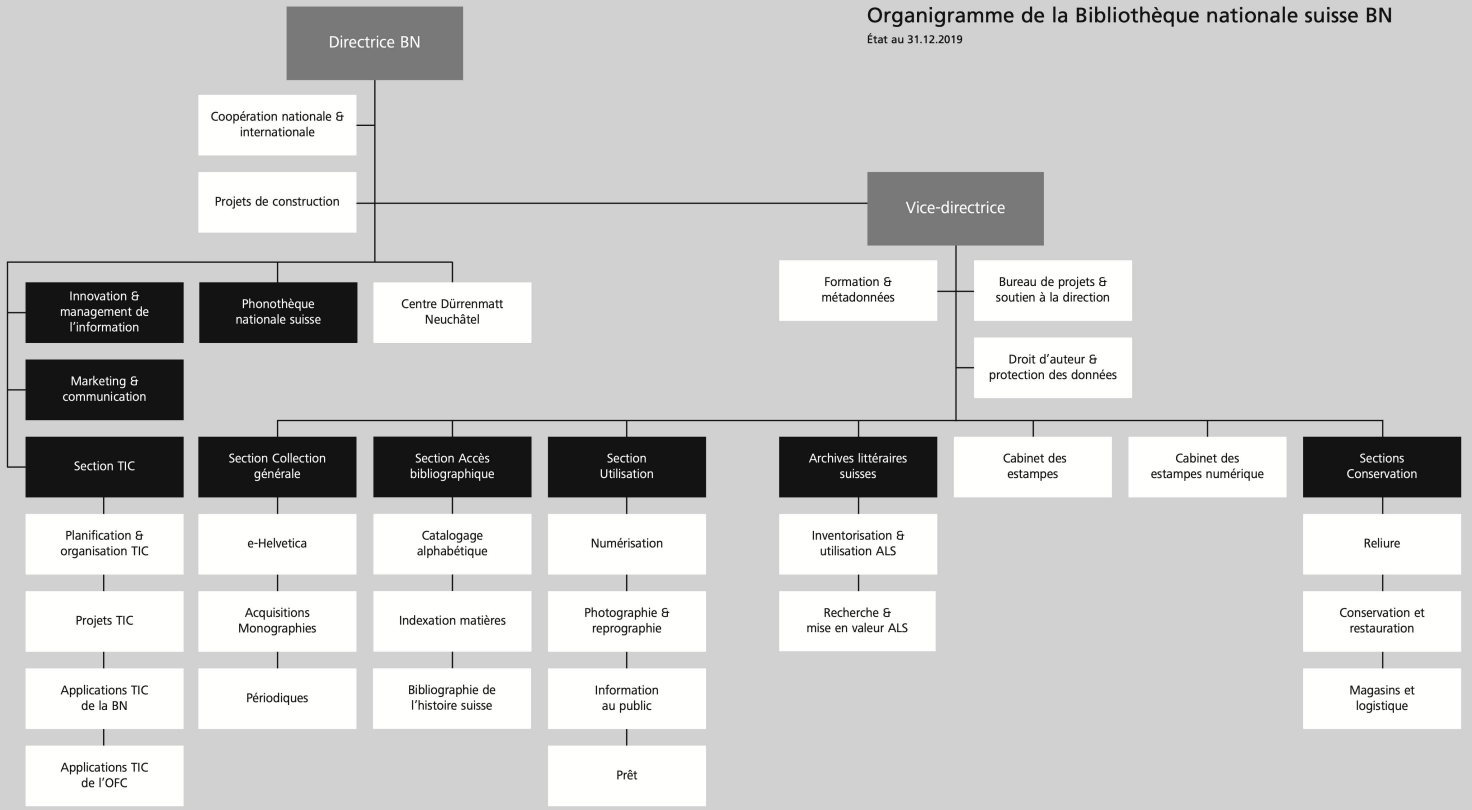 Organigramme de la Bibliothèque nationale suisse BN
État au 31.12.2019
Directrice BN
Coopération nationale &
internationale
Projets de construction
Vice-directrice
Formation &
métadonnées
Bureau de projets &
soutien à la direction
Droit d’auteur &
protection des données
Innovation &
management de
l’information
Phonothèque
nationale suisse
Centre Dürrenmatt
Neuchâtel
Marketing &
communication
Section TIC
Planification &
organisation TIC
Projets TIC
Applications TIC
de la BN
Applications TIC
de l’OFC
Section Collection
générale
e-Helvetica
Acquisitions
Monographies
Périodiques
Section Accès
bibliographique
Catalogage
alphabétique
Indexation matières
Bibliographie de
l’histoire suisse
Section
Utilisation
Numérisation
Photographie &
reprographie
Information
au public
Prêt
Archives littéraires
suisses
Inventorisation &
utilisation ALS
Recherche &
mise en valeur ALS
Cabinet des
estampes
Cabinet des
estampes numérique
Sections
Conservation
Reliure
Conservation et
restauration
Magasins et
logistique